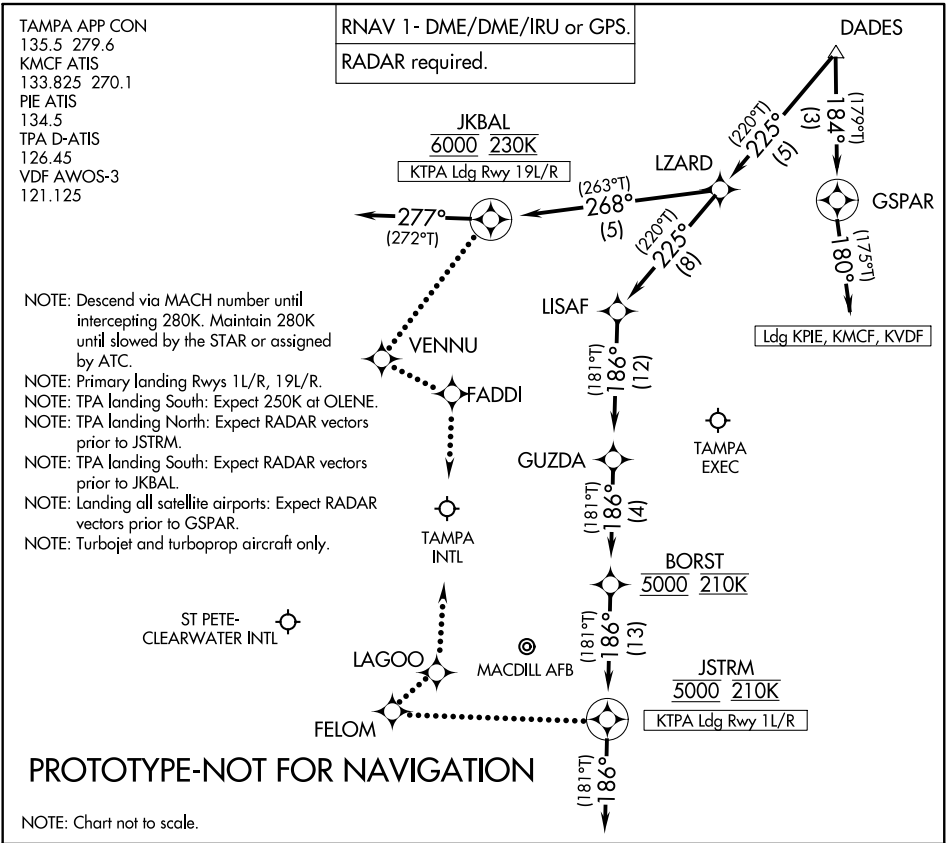 TAMPA APP CON
135.5 279.6
KMCF ATIS
133.825 270.1
PIE ATIS
134.5
TPA D-ATIS
126.45
VDF AWOS-3
121.125
RNAV 1- DME/DME/IRU or GPS.
RADAR required.
DADES
(179°T)
184°
(3)
(220°T)
225°
(5)
JKBAL
6000 230K
KTPA Ldg Rwy 19L/R
LZARD
(263°T)
268°
(5)
GSPAR
277°
(272°T)
(220°T)
225°
(8)
(175°T)
180°
LISAF
Ldg KPIE, KMCF, KVDF
NOTE: Descend via MACH number until
intercepting 280K. Maintain 280K
until slowed by the STAR or assigned
by ATC.
NOTE: Primary landing Rwys 1L/R, 19L/R.
NOTE: TPA landing South: Expect 250K at OLENE.
NOTE: TPA landing North: Expect RADAR vectors
prior to JSTRM.
NOTE: TPA landing South: Expect RADAR vectors
prior to JKBAL.
NOTE: Landing all satellite airports: Expect RADAR
vectors prior to GSPAR.
NOTE: Turbojet and turboprop aircraft only.
VENNU
FADDI
(181°T)
186°
(12)
TAMPA
EXEC
GUZDA
(181°T)
186°
(4)
TAMPA
INTL
BORST
5000 210K
ST PETE-
CLEARWATER INTL
(181°T)
186°
(13)
LAGOO
MACDILL AFB
JSTRM
5000 210K
KTPA Ldg Rwy 1L/R
FELOM
PROTOTYPE-NOT FOR NAVIGATION
(181°T)
186°
NOTE: Chart not to scale.